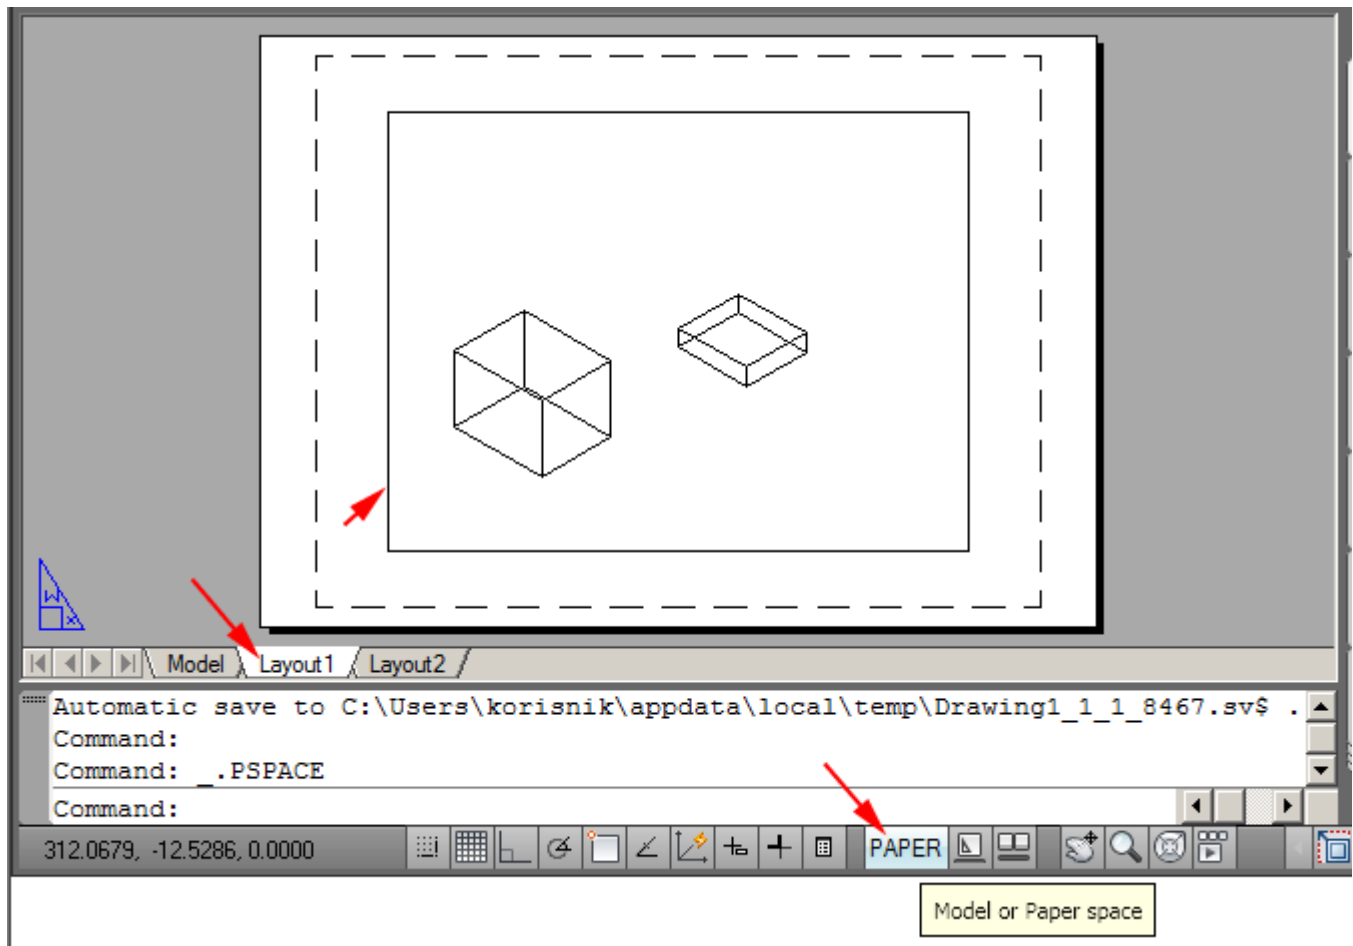 W
X
Model Layout1 Layout2
Automatic save to C:\Users\korisnik\appdata\local\temp\Drawing1_1_1_8467.sv$ .
Command:
Command: _.PSPACE
Command:
312.0679, -12.5286, 0.0000 PAPER
Model or Paper space